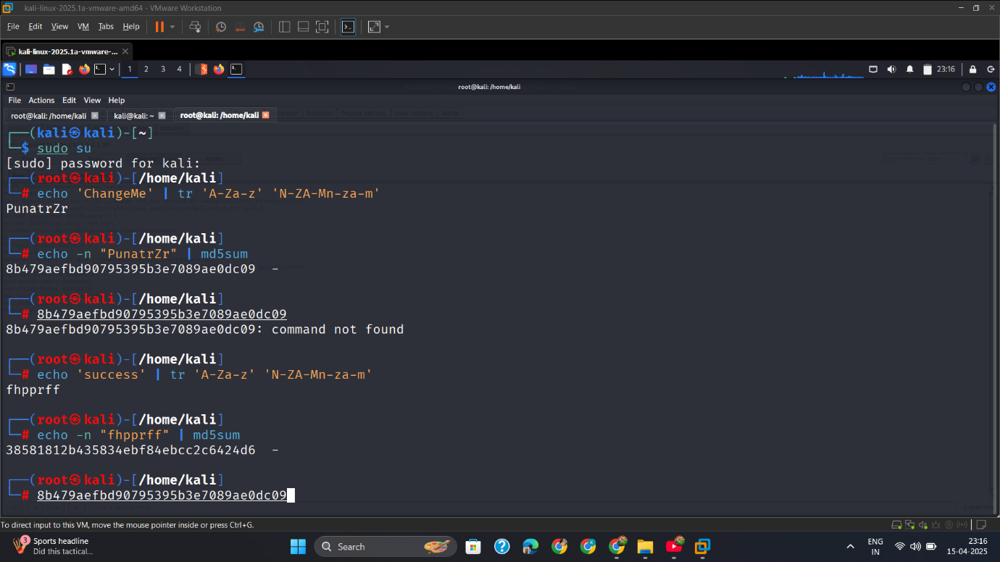 kali-linux-2025.1a-vmware-amd64 - VMware Workstation
File Edit View VM Tabs Help
kali-linux-2025.1a-vmware-...
1 2 3 4 23:16
root@kali: /home/kali
File Actions Edit View Help
root@kali: /home/kali kali@kali: ~ root@kali: /home/kali
┌──(kali㉿kali)-[~]
└─$ sudo su
[sudo] password for kali:
┌──(root㉿kali)-[/home/kali]
└─# echo 'ChangeMe' | tr 'A-Za-z' 'N-ZA-Mn-za-m'
PunatrZr
┌──(root㉿kali)-[/home/kali]
└─# echo -n "PunatrZr" | md5sum
8b479aefbd90795395b3e7089ae0dc09  -
┌──(root㉿kali)-[/home/kali]
└─# 8b479aefbd90795395b3e7089ae0dc09
8b479aefbd90795395b3e7089ae0dc09: command not found
┌──(root㉿kali)-[/home/kali]
└─# echo 'success' | tr 'A-Za-z' 'N-ZA-Mn-za-m'
fhpprff
┌──(root㉿kali)-[/home/kali]
└─# echo -n "fhpprff" | md5sum
38581812b435834ebf84ebcc2c6424d6  -
┌──(root㉿kali)-[/home/kali]
└─# 8b479aefbd90795395b3e7089ae0dc09
To direct input to this VM, move the mouse pointer inside or press Ctrl+G.
3 Sports headline
Did this tactical...
Search
ENG
IN
23:16
15-04-2025